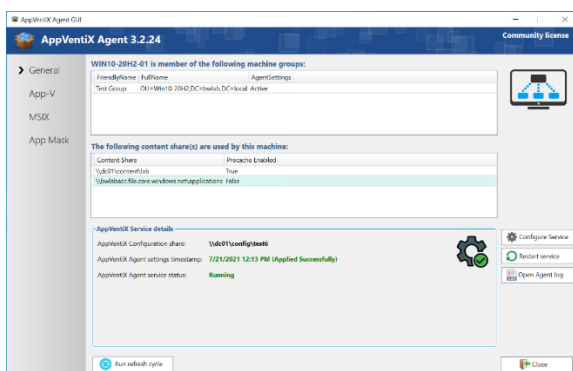 AppVentiX Agent GUI
AppVentiX Agent 3.2.24
Community license
General
App-V
MSIX
App Mask
WIN10-20H2-01 is member of the following machine groups:
FriendlyName FullName AgentSettings
Test Group OU=Win10-20H2,DC=bwlab,DC=local Active
The following content share(s) are used by this machine:
Content Share Precache Enabled
\\dc01\content\lab True
\\bwlabacc.file.core.windows.net\applications False
AppVentiX Service details
AppVentiX Configuration share: \\dc01\config\test6
AppVentiX Agent settings timestamp: 7/21/2021 12:13 PM (Applied Successfully)
AppVentiX Agent service status: Running
Configure Service
Restart service
Open Agent log
Run refresh cycle
Close